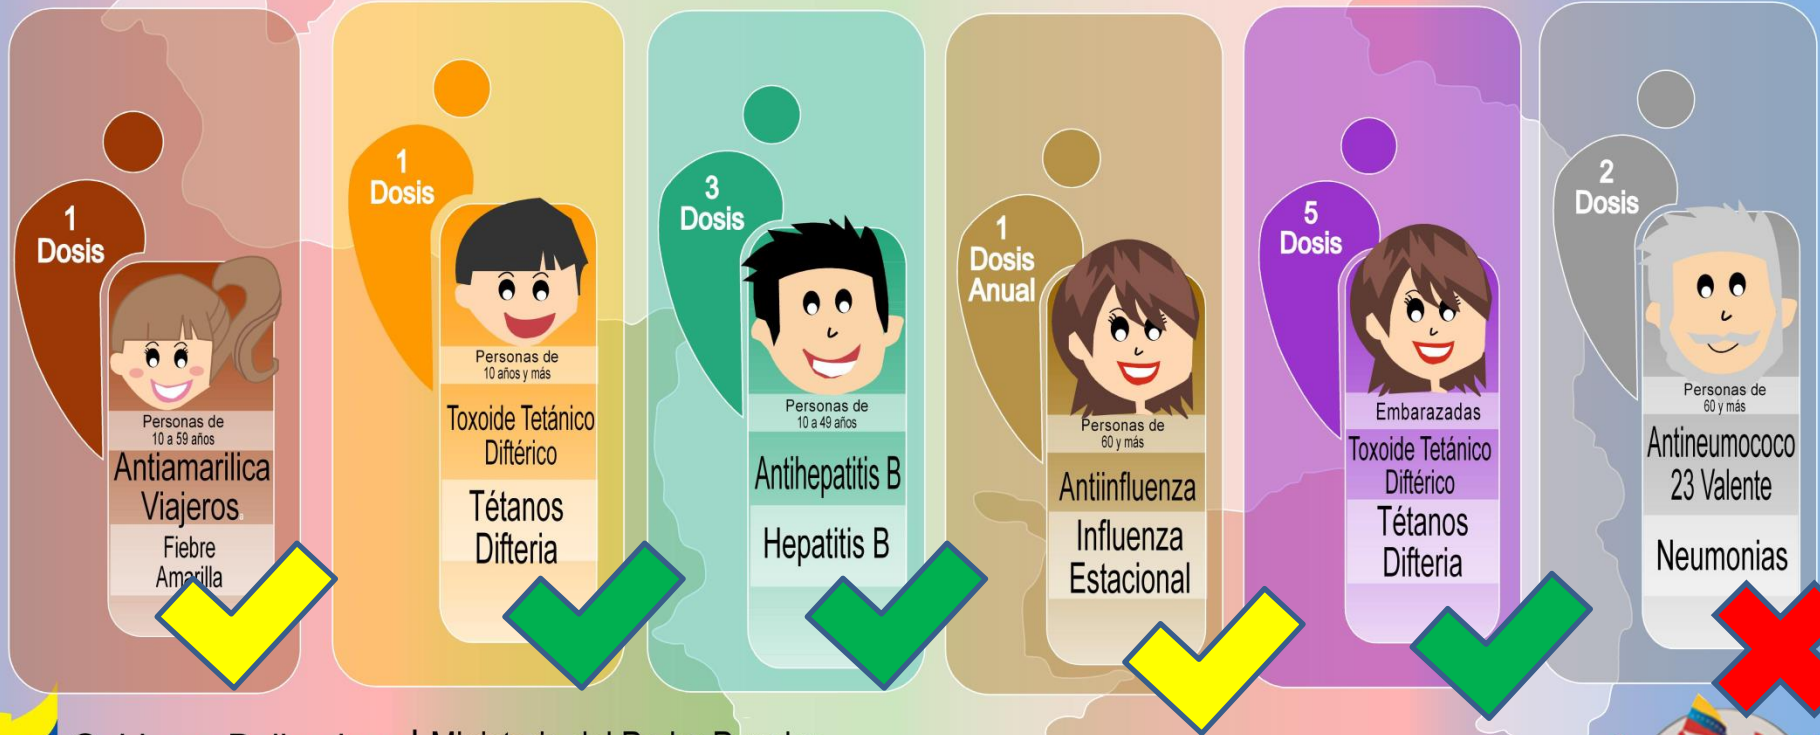 1
Dosis
Personas de
10 a 59 años
Antiamarilica
Viajeros.
Fiebre
Amarilla
1
Dosis
Personas de
10 años y más
Toxoide Tetánico
Diftérico
Tétanos
Difteria
3
Dosis
Personas de
10 a 49 años
Antihepatitis B
Hepatitis B
1
Dosis
Anual
Personas de
60 y más
Antiinfluenza
Influenza
Estacional
5
Dosis
Embarazadas
Toxoide Tetánico
Diftérico
Tétanos
Difteria
2
Dosis
Personas de
60 y más
Antineumococo
23 Valente
Neumonias